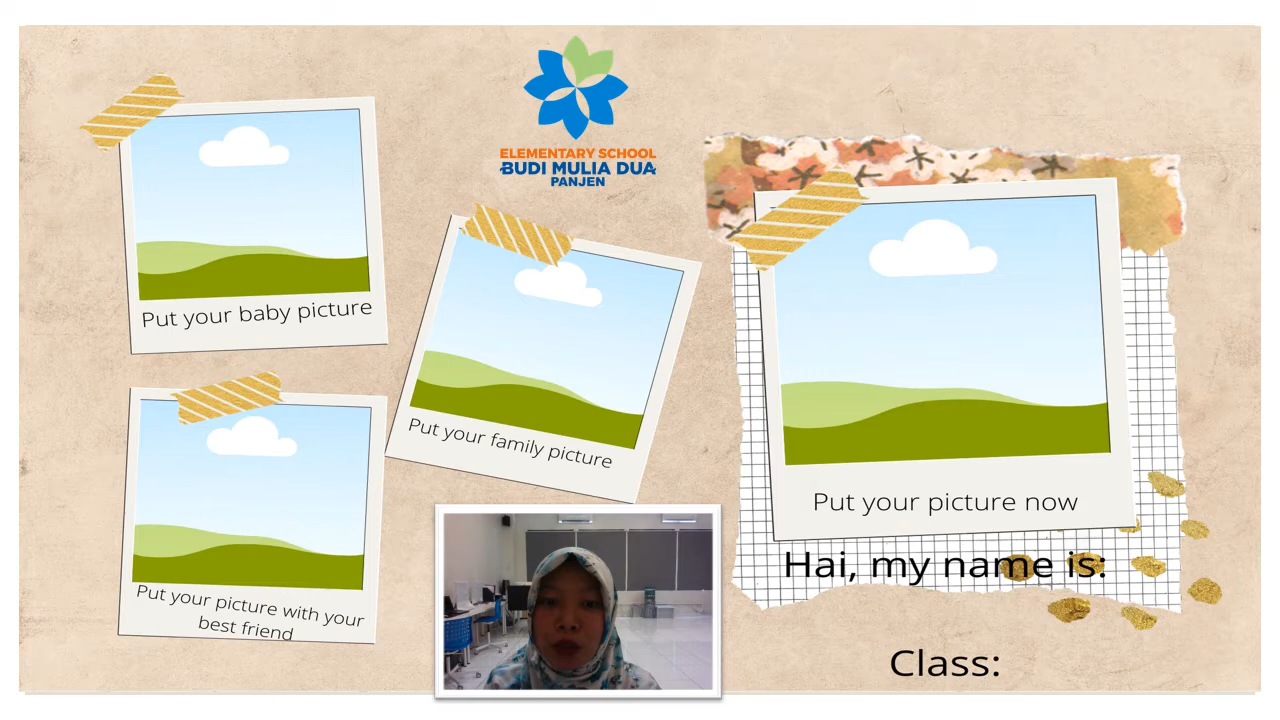 ELEMENTARY SCHOOL
BUDI MULIA DUA
PANJEN
Put your baby picture
Put your family picture
Put your picture with your
best friend
Put your picture now
Hai, my name is:
Class: